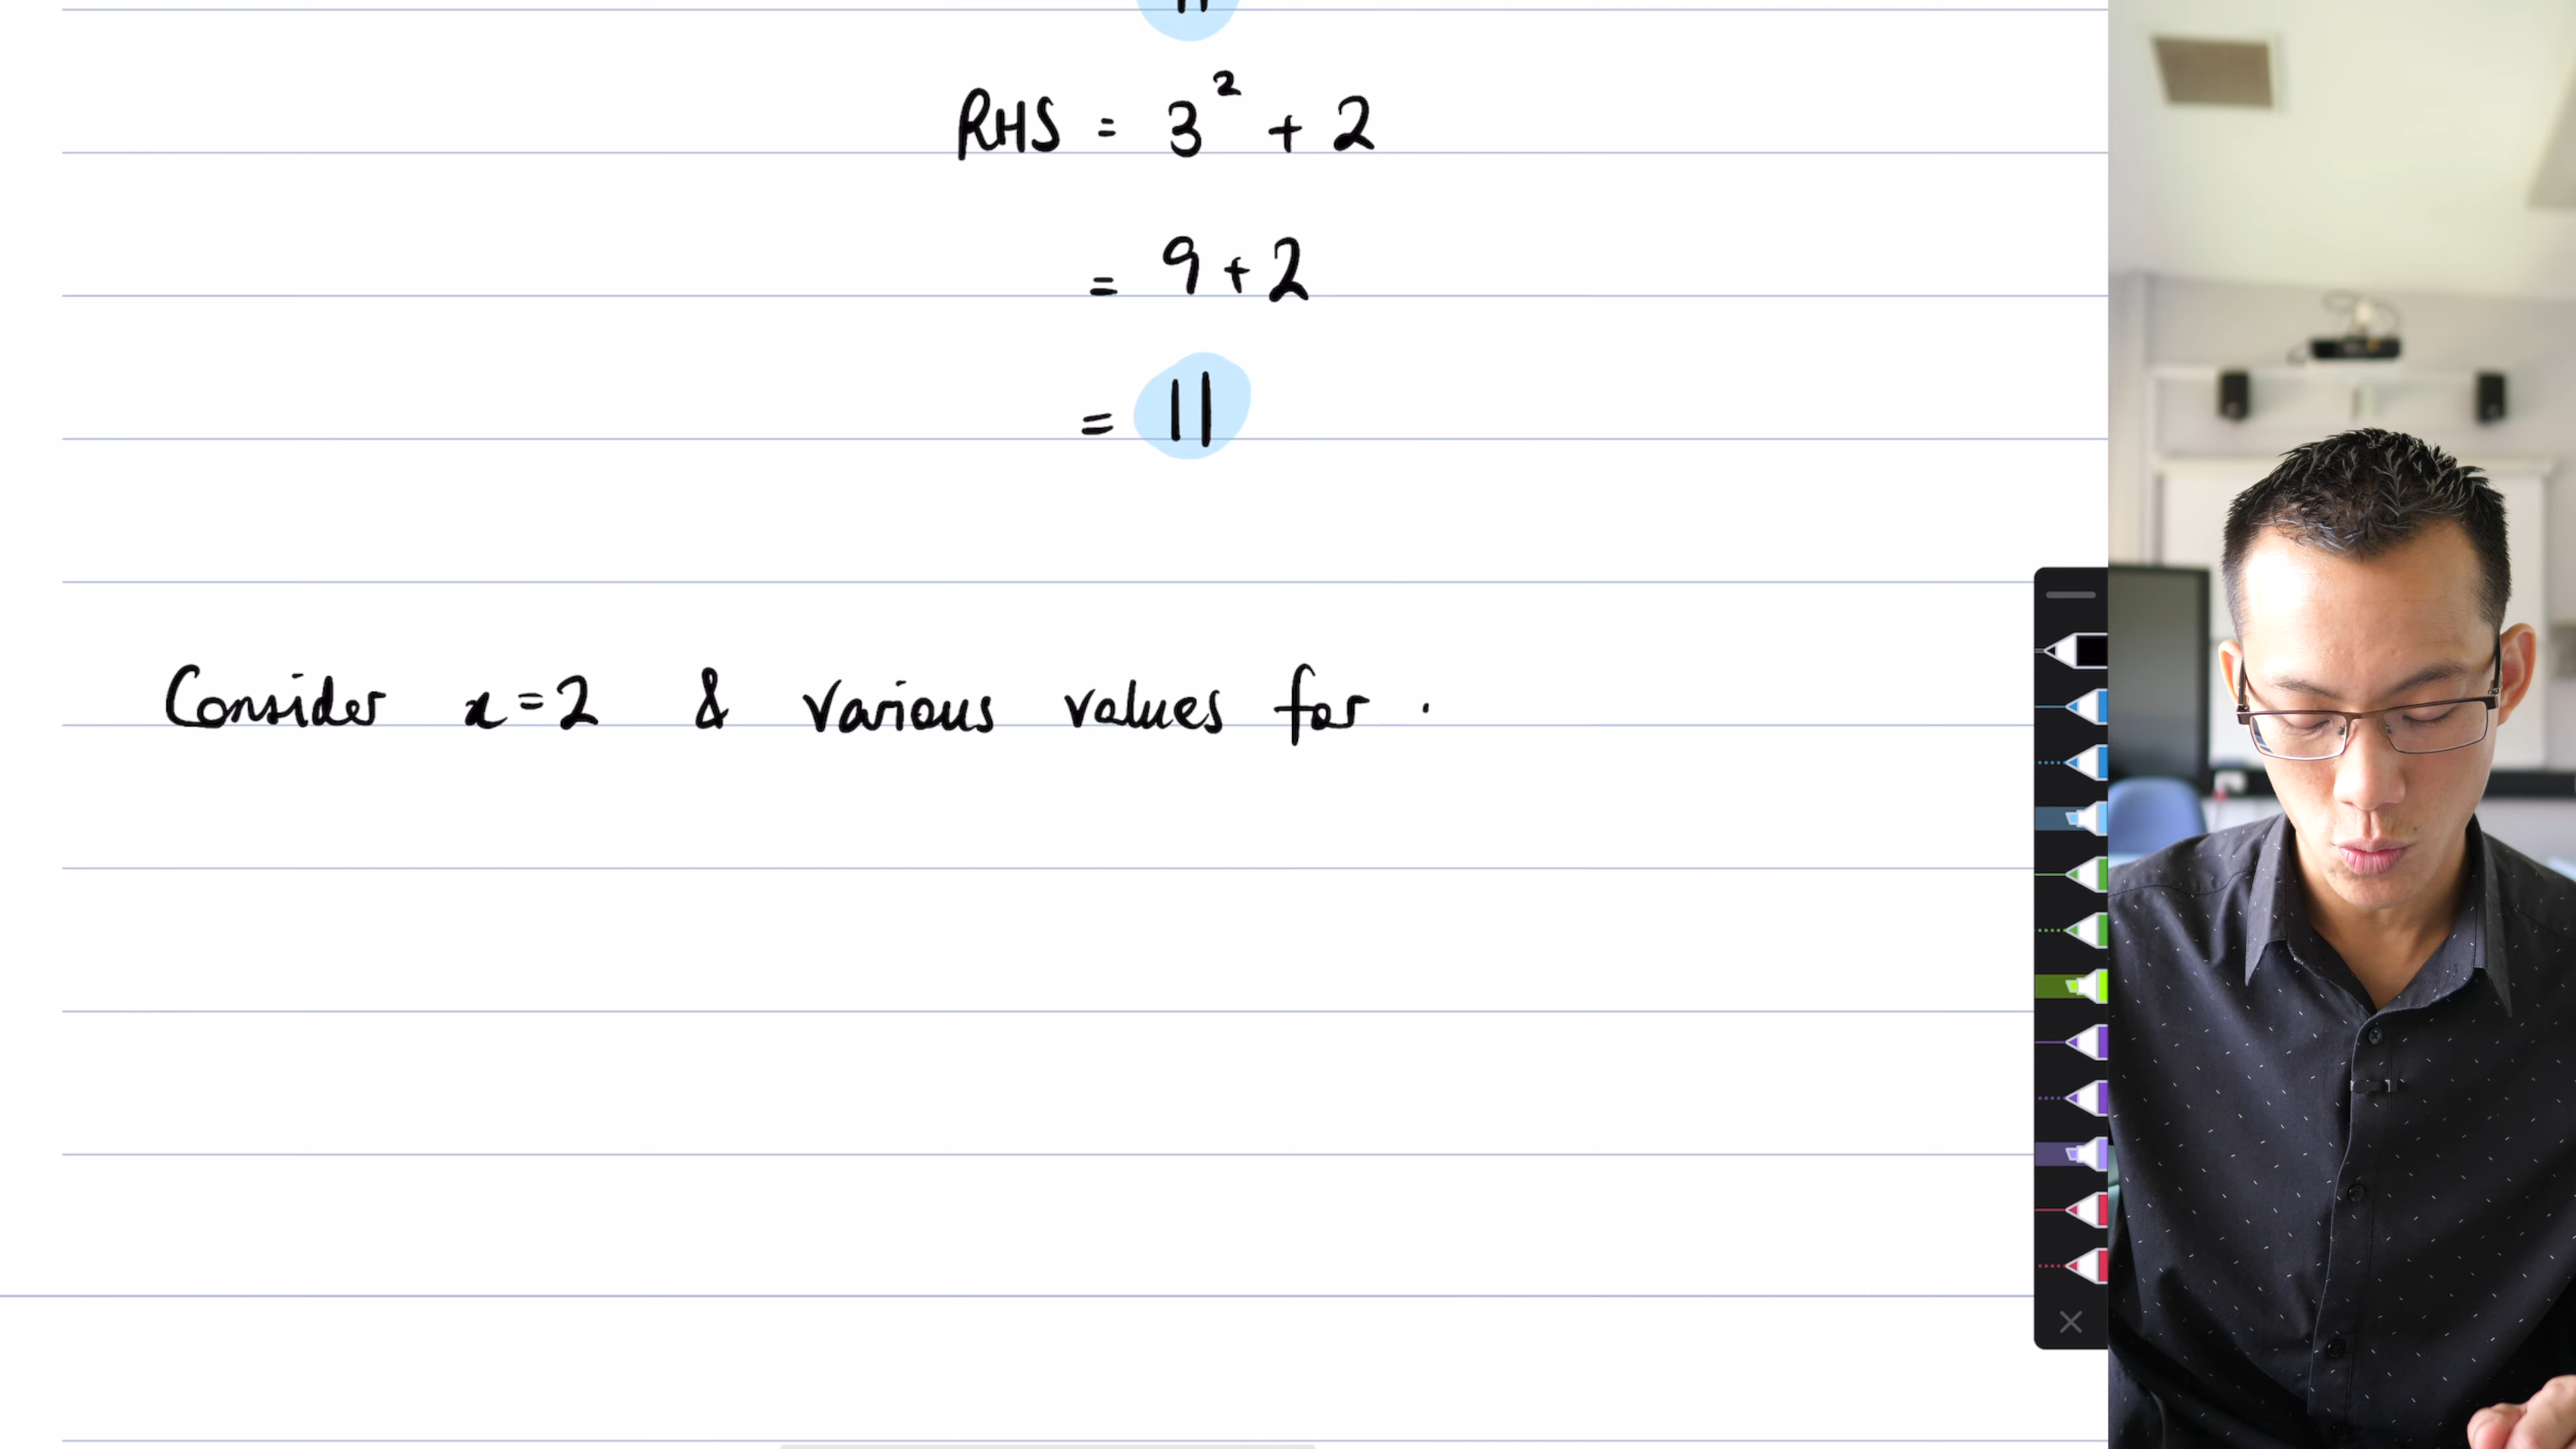 RHS = 3² + 2
= 9 + 2
= 11
Consider x = 2 & various values for